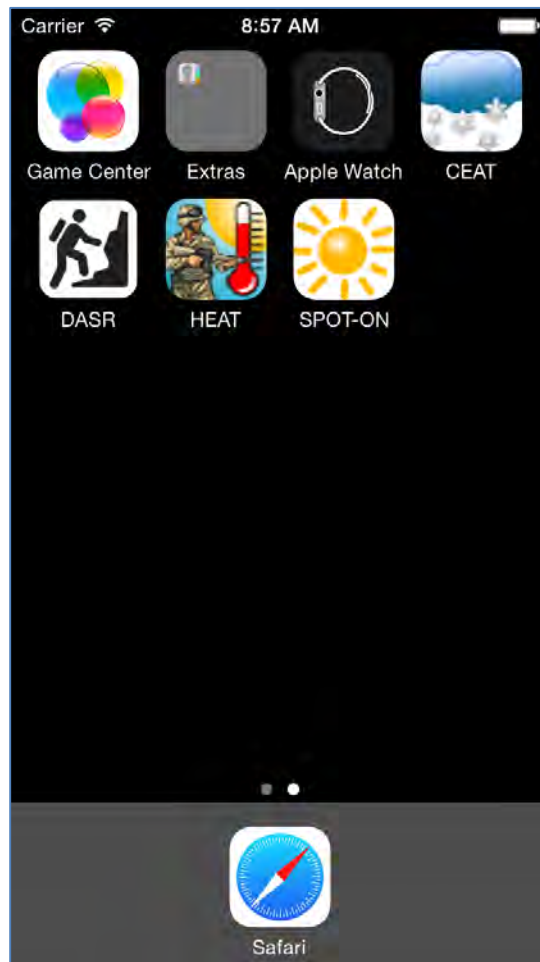 Carrier 8:57 AM
Game Center Extras Apple Watch CEAT
DASR HEAT SPOT-ON
Safari